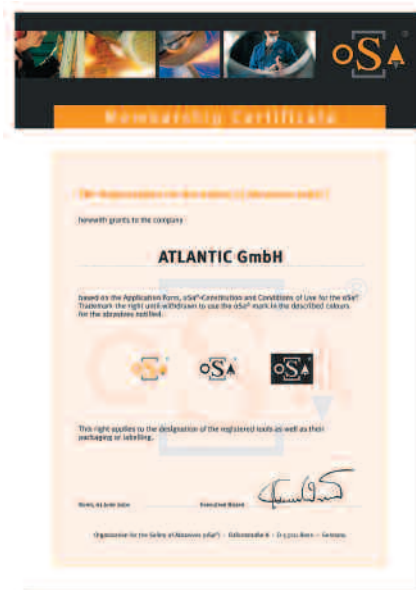 oSa
Membership Certificate
herewith grants to the company
ATLANTIC GmbH
based on the Application Form, oSa®-Constitution and Conditions of Use for the oSa®
Trademark the right until withdrawn to use the oSa® mark in the described colours
for the abrasives notified.
oSa oSa oSa
This right applies to the designation of the registered tools as well as their
packaging or labelling.
Executive Board
Organization for the Safety of Abrasives (oSa®)